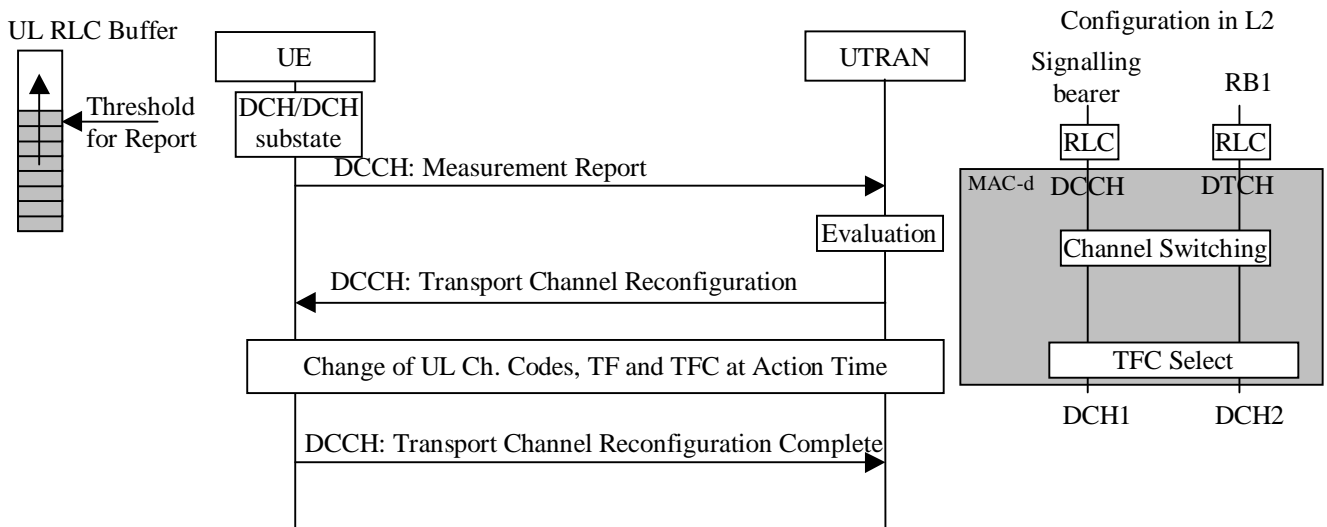 UL RLC Buffer
Threshold
for Report
UE
DCH/DCH
substate
UTRAN
DCCH: Measurement Report
Evaluation
DCCH: Transport Channel Reconfiguration
Change of UL Ch. Codes, TF and TFC at Action Time
DCCH: Transport Channel Reconfiguration Complete
Configuration in L2
Signalling
bearer
RB1
RLC
RLC
MAC-d
DCCH
DTCH
Channel Switching
TFC Select
DCH1
DCH2